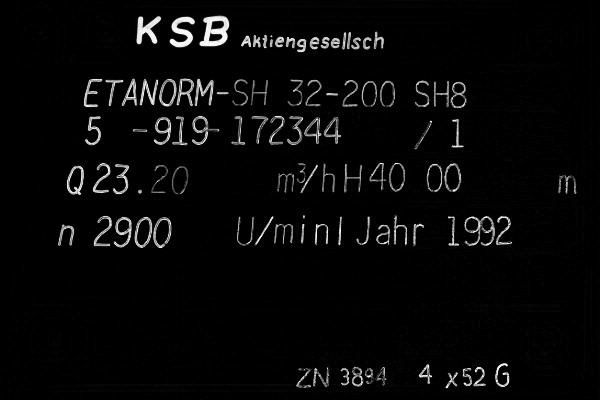 KSB Aktiengesellsch
ETANORM-SH 32-200 SH8
5 -919-172344 / 1
Q 23.20 m³/h H 40 00 m
n 2900 U/min | Jahr 1992
ZN 3894 4 x52 G